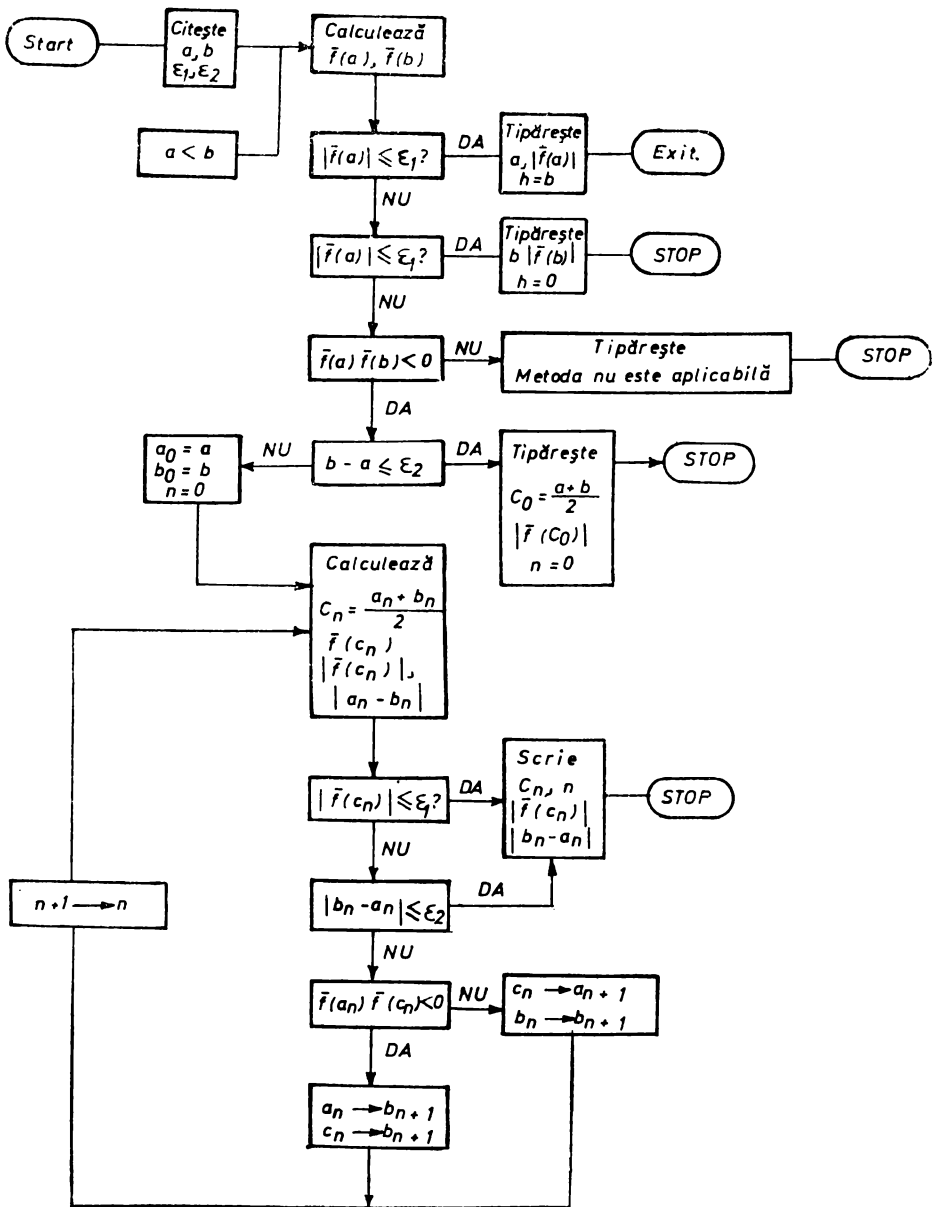 Start
Citește
a, b
ε1, ε2
Calculează
f̄(a), f̄(b)
a < b
|f̄(a)| ≤ ε1?
DA
Tipărește
a, |f̄(a)|
h = b
Exit.
NU
|f̄(a)| ≤ ε1?
DA
Tipărește
b |f̄(b)|
h = 0
STOP
NU
f̄(a) f̄(b) < 0
NU
Tipărește
Metoda nu este aplicabilă
STOP
DA
a0 = a
b0 = b
n = 0
NU
b - a ≤ ε2
DA
Tipărește
C0 = a + b / 2
|f̄(C0)|
n = 0
STOP
Calculează
Cn = an + bn / 2
f̄(cn)
|f̄(cn)|,
|an - bn|
|f̄(cn)| ≤ ε1?
DA
Scrie
Cn, n
|f̄(cn)|
|bn - an|
STOP
NU
n + 1 → n
|bn - an| ≤ ε2
DA
NU
f̄(an) f̄(cn) < 0
NU
cn → an + 1
bn → bn + 1
DA
an → bn + 1
cn → bn + 1